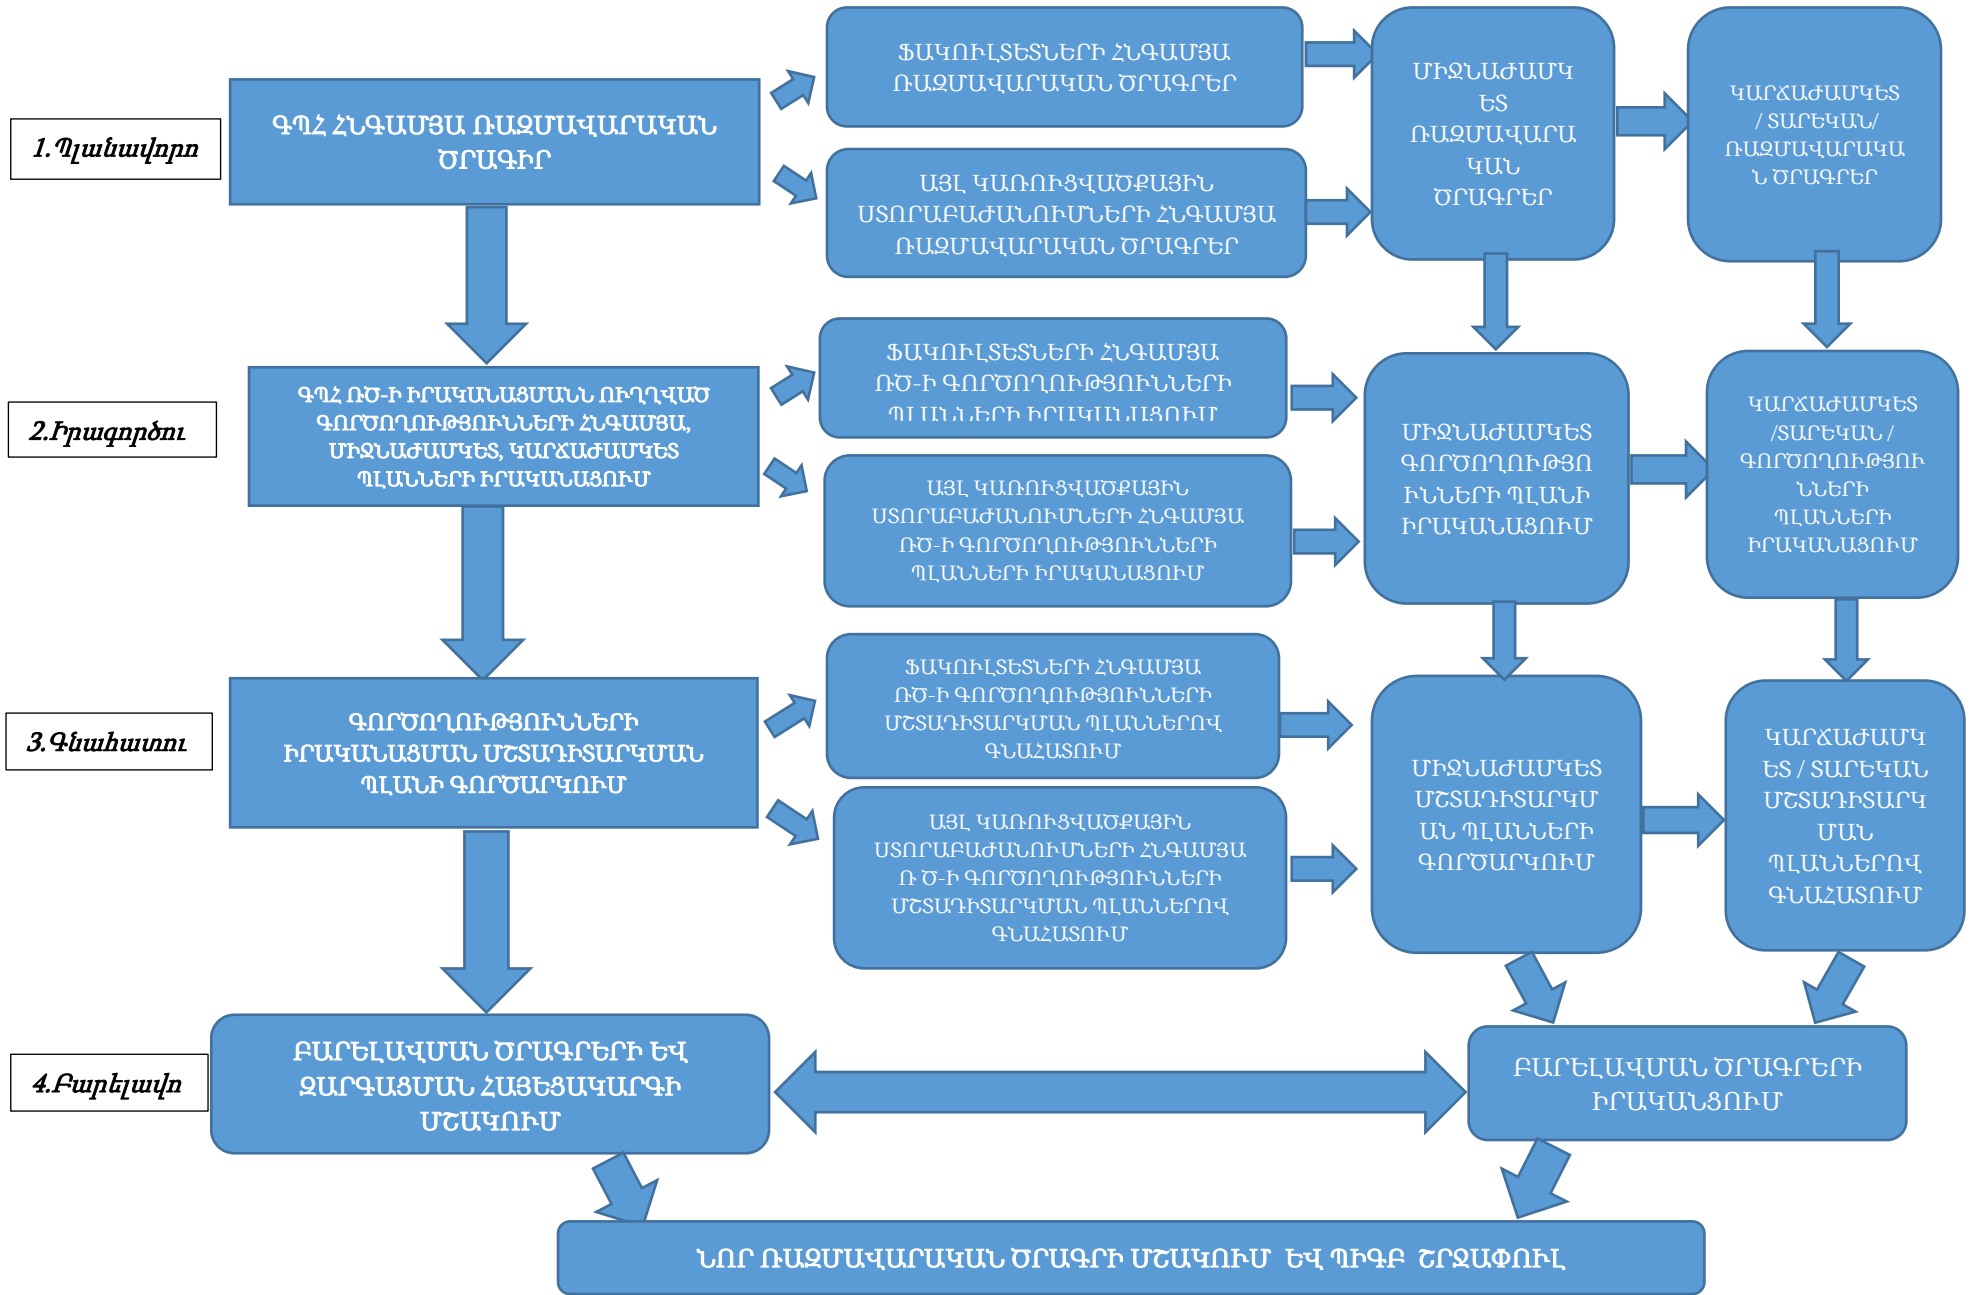 1.Պլանավորո
ԳՊՀ ՀՆԳԱՄՅԱ ՌԱԶՄԱՎԱՐԱԿԱՆ
ԾՐԱԳԻՐ
ՖԱԿՈՒԼՏԵՏՆԵՐԻ ՀՆԳԱՄՅԱ
ՌԱԶՄԱՎԱՐԱԿԱՆ ԾՐԱԳՐԵՐ
ԱՅԼ ԿԱՌՈՒՑՎԱԾՔԱՅԻՆ
ՍՏՈՐԱԲԱԺԱՆՈՒՄՆԵՐԻ ՀՆԳԱՄՅԱ
ՌԱԶՄԱՎԱՐԱԿԱՆ ԾՐԱԳՐԵՐ
ՄԻՋՆԱԺԱՄԿ
ԵՏ
ՌԱԶՄԱՎԱՐԱ
ԿԱՆ
ԾՐԱԳՐԵՐ
ԿԱՐՃԱԺԱՄԿԵՏ
/ ՏԱՐԵԿԱՆ/
ՌԱԶՄԱՎԱՐԱԿԱ
Ն ԾՐԱԳՐԵՐ
2.Իրագործու
ԳՊՀ ՌԾ-Ի ԻՐԱԿԱՆԱՑՄԱՆՆ ՈՒՂՂՎԱԾ
ԳՈՐԾՈՂՈՒԹՅՈՒՆՆԵՐԻ ՀՆԳԱՄՅԱ,
ՄԻՋՆԱԺԱՄԿԵՏ, ԿԱՐՃԱԺԱՄԿԵՏ
ՊԼԱՆՆԵՐԻ ԻՐԱԿԱՆԱՑՈՒՄ
ՖԱԿՈՒԼՏԵՏՆԵՐԻ ՀՆԳԱՄՅԱ
ՌԾ-Ի ԳՈՐԾՈՂՈՒԹՅՈՒՆՆԵՐԻ
ՊԼԱՆՆԵՐԻ ԻՐԱԿԱՆԱՑՈՒՄ
ԱՅԼ ԿԱՌՈՒՑՎԱԾՔԱՅԻՆ
ՍՏՈՐԱԲԱԺԱՆՈՒՄՆԵՐԻ ՀՆԳԱՄՅԱ
ՌԾ-Ի ԳՈՐԾՈՂՈՒԹՅՈՒՆՆԵՐԻ
ՊԼԱՆՆԵՐԻ ԻՐԱԿԱՆԱՑՈՒՄ
ՄԻՋՆԱԺԱՄԿԵՏ
ԳՈՐԾՈՂՈՒԹՅՈ
ՒՆՆԵՐԻ ՊԼԱՆԻ
ԻՐԱԿԱՆԱՑՈՒՄ
ԿԱՐՃԱԺԱՄԿԵՏ
/ՏԱՐԵԿԱՆ /
ԳՈՐԾՈՂՈՒԹՅՈՒ
ՆՆԵՐԻ
ՊԼԱՆՆԵՐԻ
ԻՐԱԿԱՆԱՑՈՒՄ
3.Գնահատու
ԳՈՐԾՈՂՈՒԹՅՈՒՆՆԵՐԻ
ԻՐԱԿԱՆԱՑՄԱՆ ՄՇՏԱԴԻՏԱՐԿՄԱՆ
ՊԼԱՆԻ ԳՈՐԾԱՐԿՈՒՄ
ՖԱԿՈՒԼՏԵՏՆԵՐԻ ՀՆԳԱՄՅԱ
ՌԾ-Ի ԳՈՐԾՈՂՈՒԹՅՈՒՆՆԵՐԻ
ՄՇՏԱԴԻՏԱՐԿՄԱՆ ՊԼԱՆՆԵՐՈՎ
ԳՆԱՀԱՏՈՒՄ
ԱՅԼ ԿԱՌՈՒՑՎԱԾՔԱՅԻՆ
ՍՏՈՐԱԲԱԺԱՆՈՒՄՆԵՐԻ ՀՆԳԱՄՅԱ
Ռ Ծ-Ի ԳՈՐԾՈՂՈՒԹՅՈՒՆՆԵՐԻ
ՄՇՏԱԴԻՏԱՐԿՄԱՆ ՊԼԱՆՆԵՐՈՎ
ԳՆԱՀԱՏՈՒՄ
ՄԻՋՆԱԺԱՄԿԵՏ
ՄՇՏԱԴԻՏԱՐԿՄ
ԱՆ ՊԼԱՆՆԵՐԻ
ԳՈՐԾԱՐԿՈՒՄ
ԿԱՐՃԱԺԱՄԿ
ԵՏ / ՏԱՐԵԿԱՆ
ՄՇՏԱԴԻՏԱՐԿ
ՄԱՆ
ՊԼԱՆՆԵՐՈՎ
ԳՆԱՀԱՏՈՒՄ
4.Բարելավո
ԲԱՐԵԼԱՎՄԱՆ ԾՐԱԳՐԵՐԻ ԵՎ
ԶԱՐԳԱՑՄԱՆ ՀԱՅԵՑԱԿԱՐԳԻ
ՄՇԱԿՈՒՄ
ԲԱՐԵԼԱՎՄԱՆ ԾՐԱԳՐԵՐԻ
ԻՐԱԿԱՆՑՈՒՄ
ՆՈՐ ՌԱԶՄԱՎԱՐԱԿԱՆ ԾՐԱԳՐԻ ՄՇԱԿՈՒՄ ԵՎ ՊԻԳԲ ՇՐՋԱՓՈՒԼ